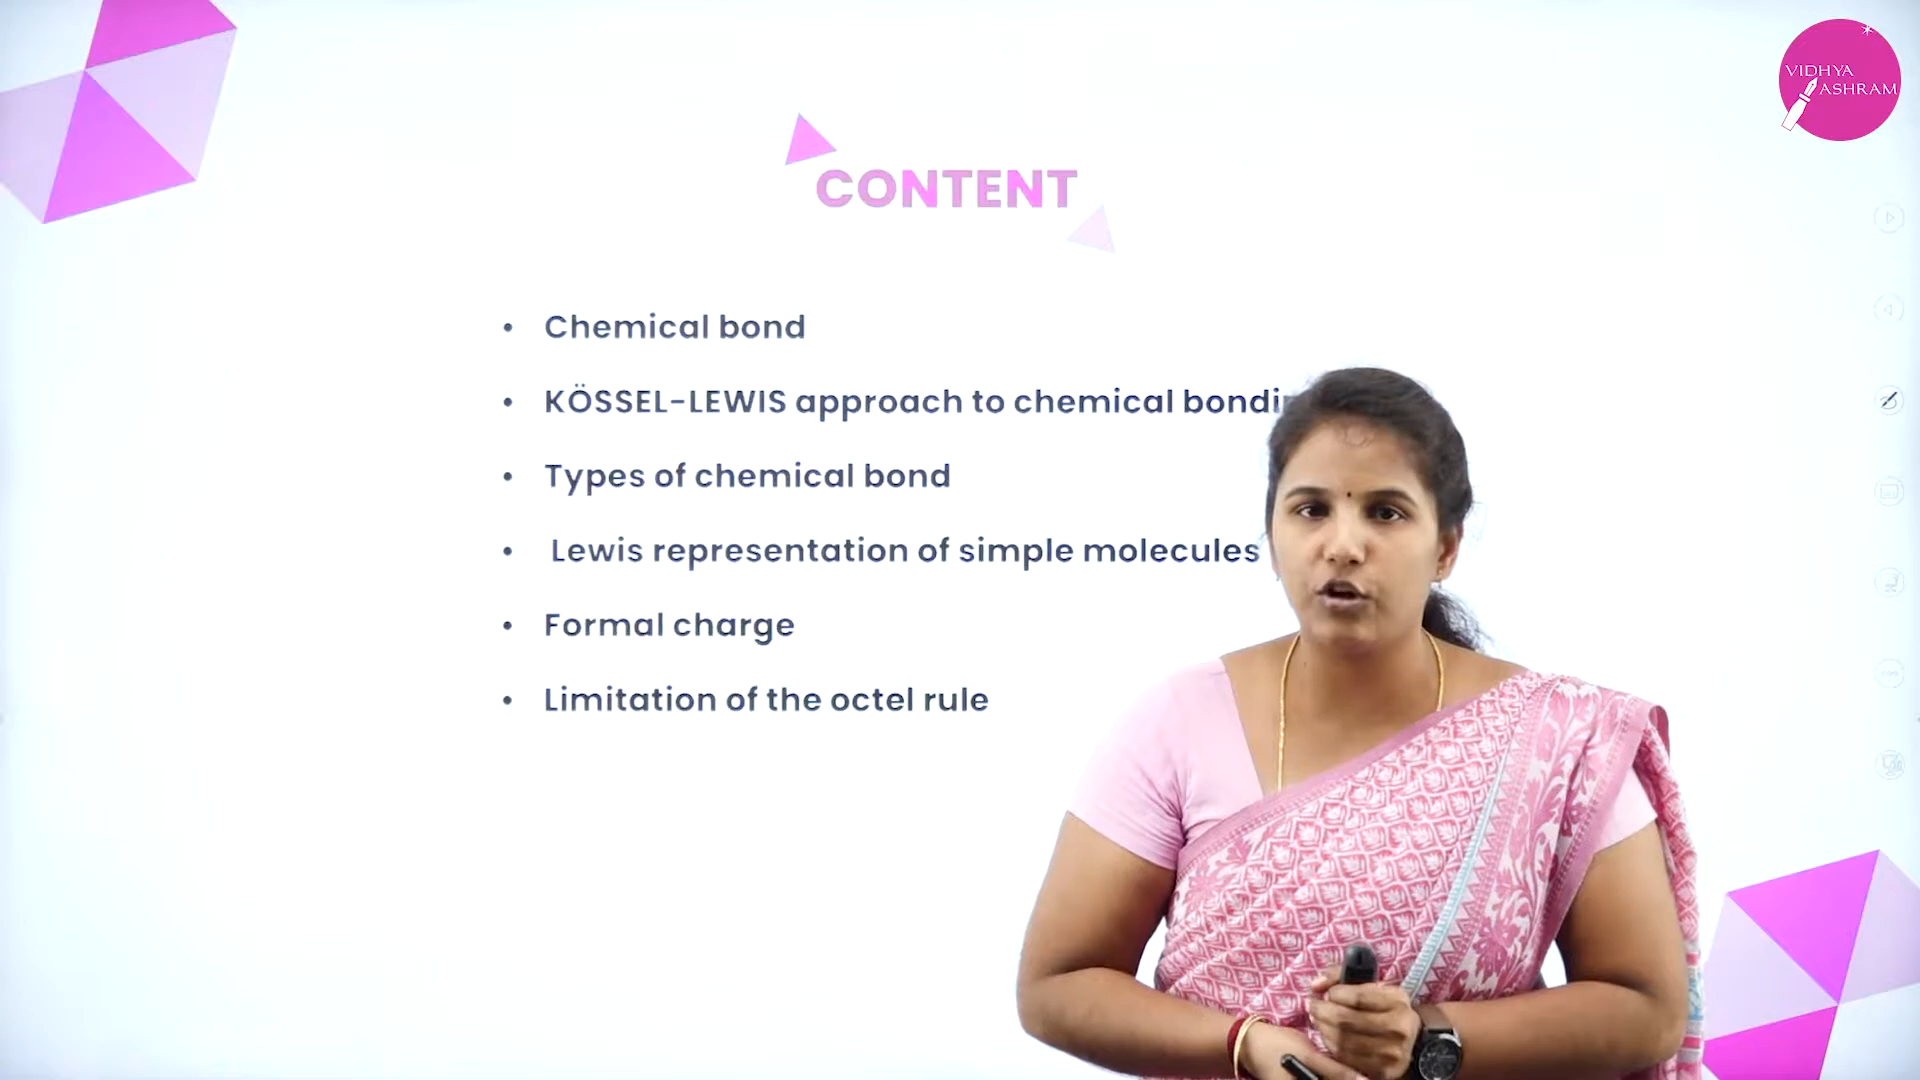 VIDHYA
ASHRAM
CONTENT
• Chemical bond
• KÖSSEL-LEWIS approach to chemical
• Types of chemical bond
• Lewis representation of simple molecules
• Formal charge
• Limitation of the octel rule